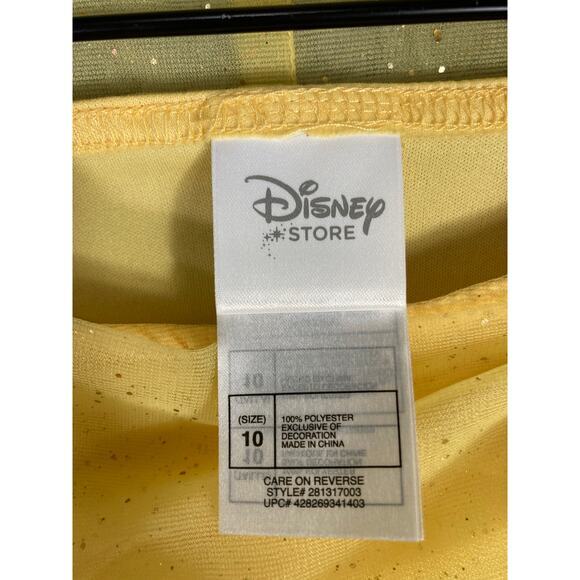 Disney
STORE
(SIZE)
10
100% POLYESTER
EXCLUSIVE OF
DECORATION
MADE IN CHINA
CARE ON REVERSE
STYLE# 281317003
UPC# 428269341403